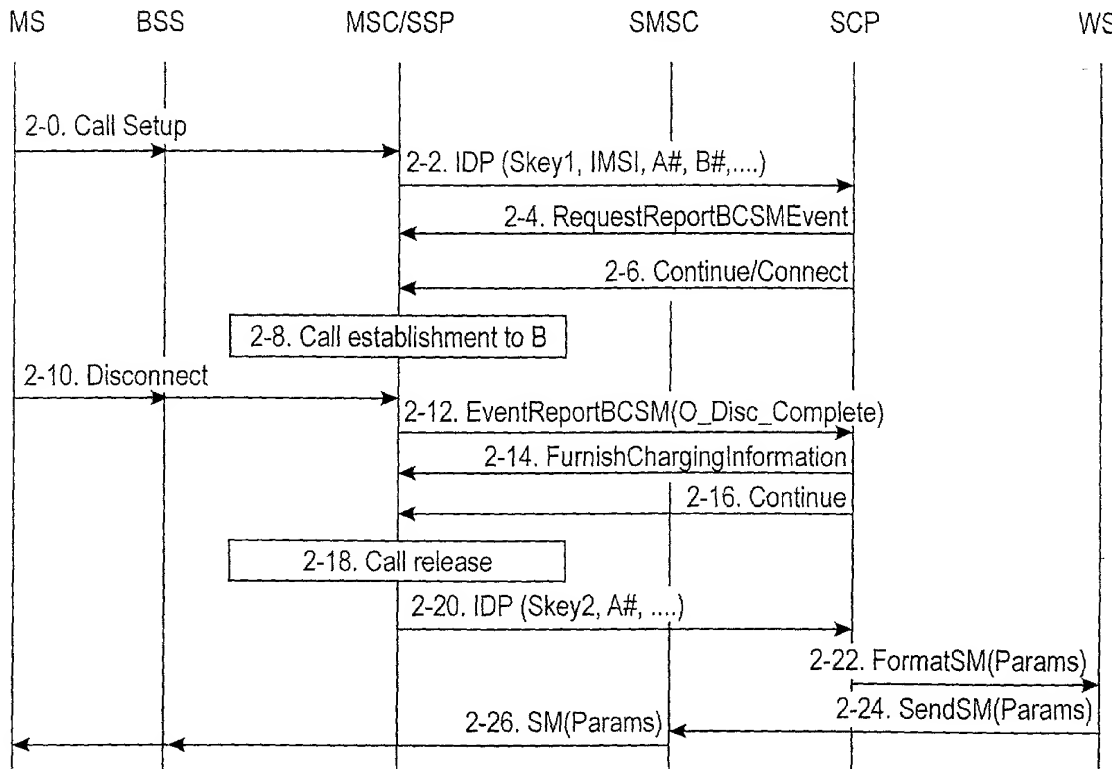 MS BSS MSC/SSP SMSC SCP WS
2-0. Call Setup
2-2. IDP (Skey1, IMSI, A#, B#,....)
2-4. RequestReportBCSMEvent
2-6. Continue/Connect
2-8. Call establishment to B
2-10. Disconnect
2-12. EventReportBCSM(O_Disc_Complete)
2-14. FurnishChargingInformation
2-16. Continue
2-18. Call release
2-20. IDP (Skey2, A#, ....)
2-22. FormatSM(Params)
2-24. SendSM(Params)
2-26. SM(Params)